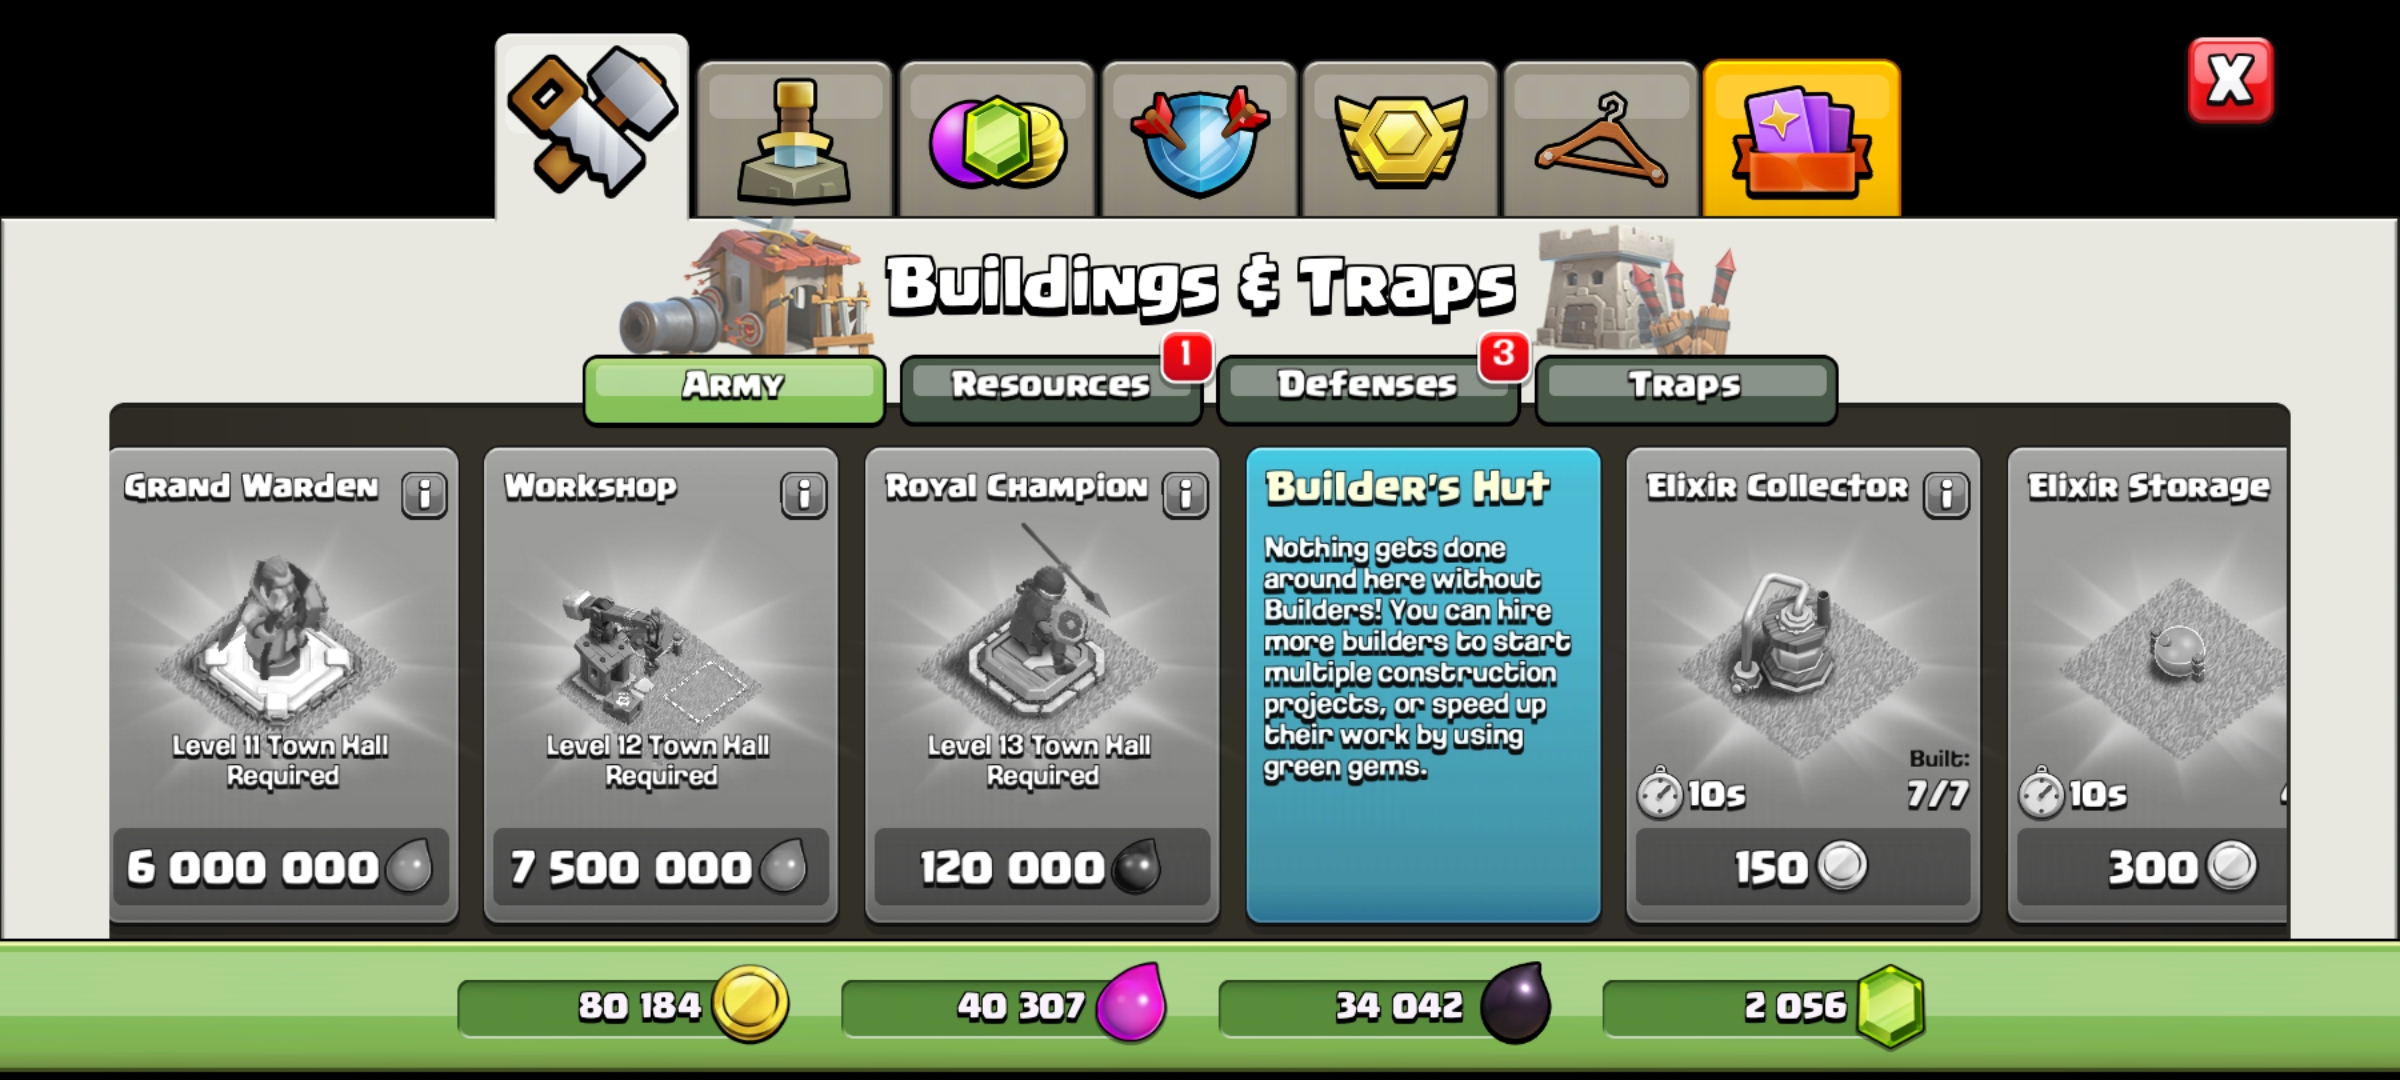 X
Buildings & Traps
Army
Resources
1
Defenses
3
Traps
Grand Warden
i
Level 11 Town Hall
Required
6 000 000
Workshop
i
Level 12 Town Hall
Required
7 500 000
Royal Champion
i
Level 13 Town Hall
Required
120 000
Builder's Hut
Nothing gets done
around here without
Builders! You can hire
more builders to start
multiple construction
projects, or speed up
their work by using
green gems.
Elixir Collector
i
Built:
10s
7/7
150
Elixir Storage
10s
300
80 184
40 307
34 042
2 056